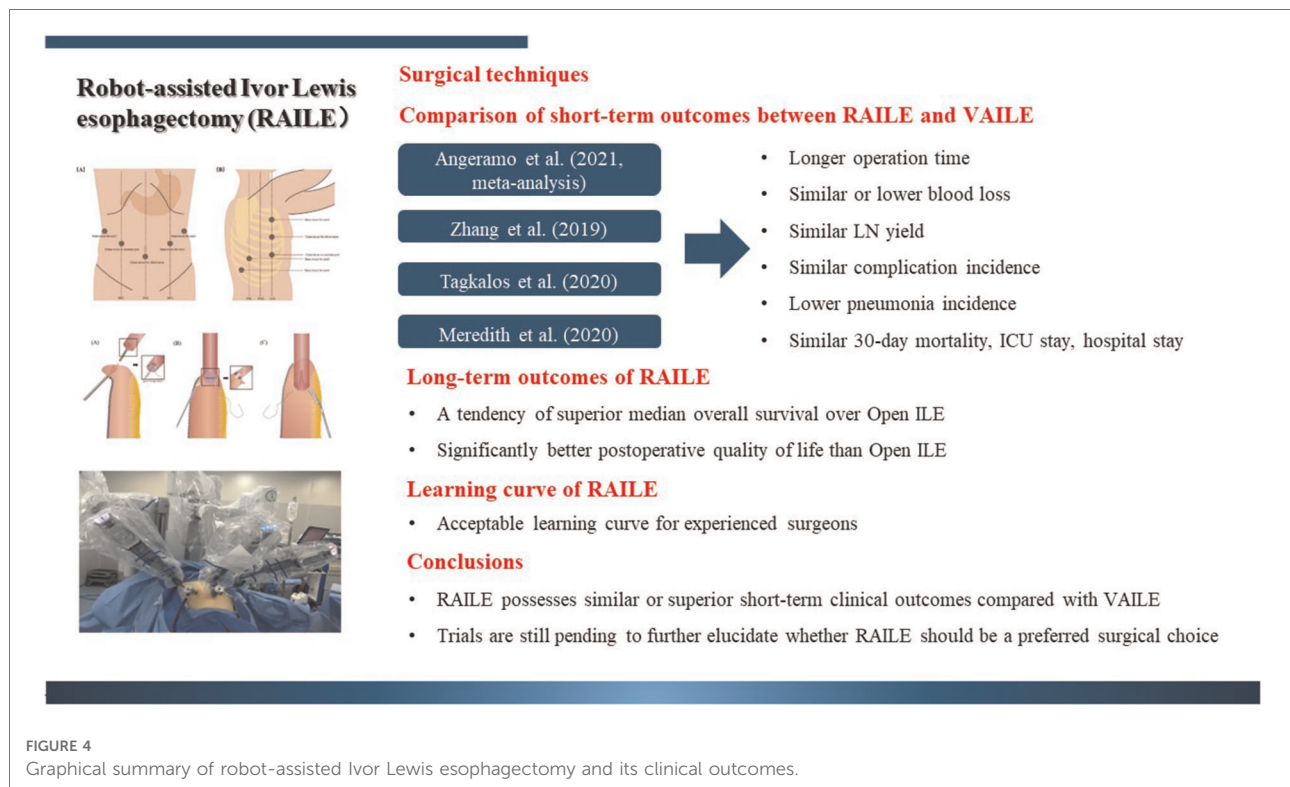 Robot-assisted Ivor Lewis
esophagectomy (RAILE）
[A]
[B]
(A)
(B)
(C)
Surgical techniques
Comparison of short-term outcomes between RAILE and VAILE
Angeramo et al. (2021,
meta-analysis)
Zhang et al. (2019)
Tagkalos et al. (2020)
Meredith et al. (2020)
• Longer operation time
• Similar or lower blood loss
• Similar LN yield
• Similar complication incidence
• Lower pneumonia incidence
• Similar 30-day mortality, ICU stay, hospital stay
Long-term outcomes of RAILE
• A tendency of superior median overall survival over Open ILE
• Significantly better postoperative quality of life than Open ILE
Learning curve of RAILE
• Acceptable learning curve for experienced surgeons
Conclusions
• RAILE possesses similar or superior short-term clinical outcomes compared with VAILE
• Trials are still pending to further elucidate whether RAILE should be a preferred surgical choice
FIGURE 4
Graphical summary of robot-assisted Ivor Lewis esophagectomy and its clinical outcomes.